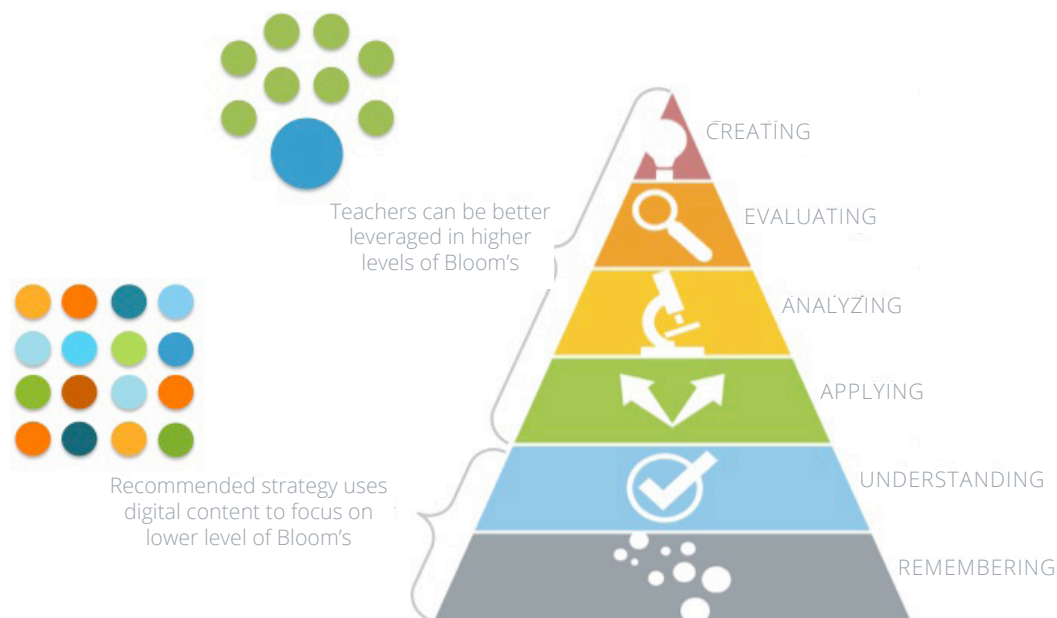 CREATING
Teachers can be better
leveraged in higher
levels of Bloom's
EVALUATING
ANALYZING
APPLYING
Recommended strategy uses
digital content to focus on
lower level of Bloom's
UNDERSTANDING
REMEMBERING